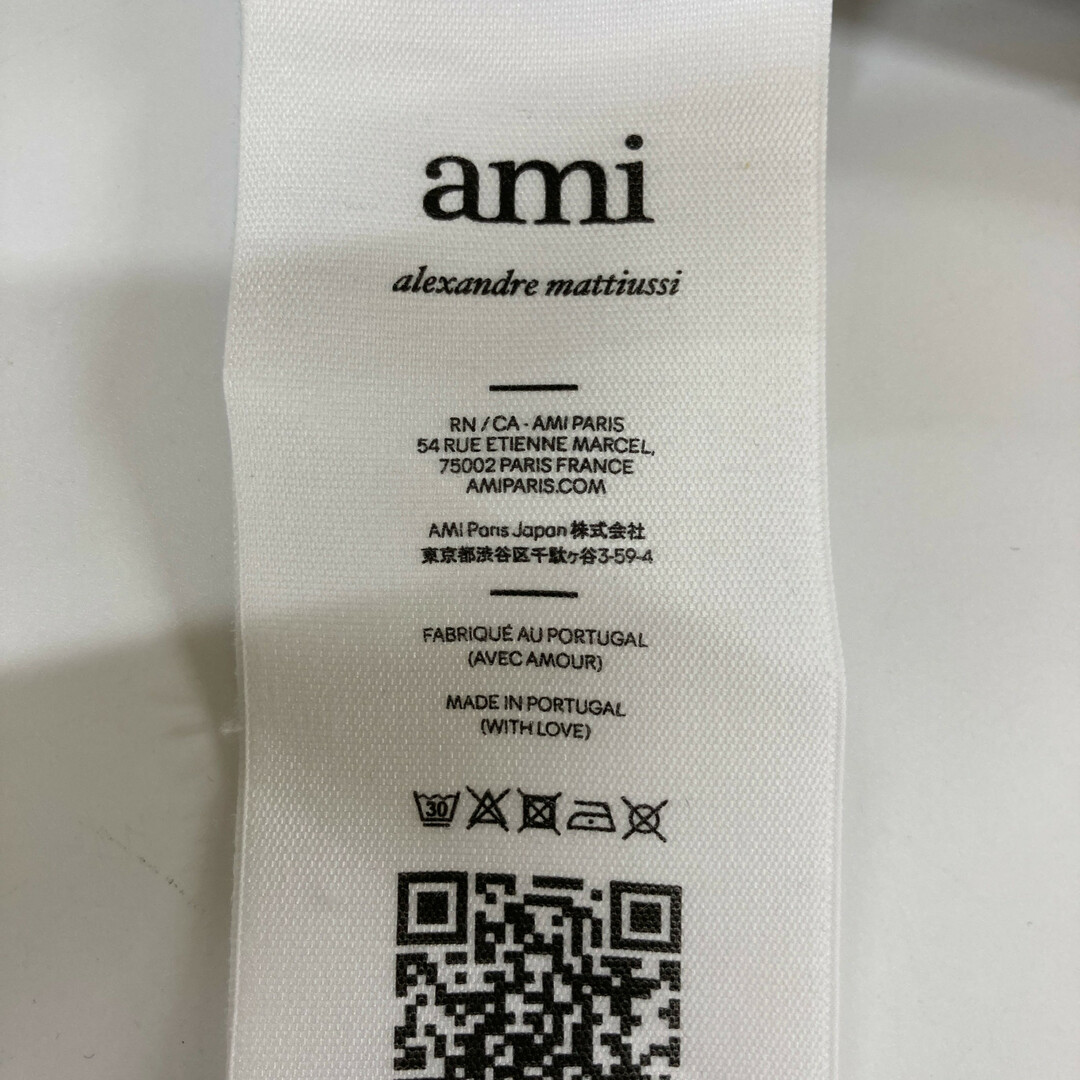 ami
alexandre mattiussi
RN / CA - AMI PARIS
54 RUE ETIENNE MARCEL,
75002 PARIS FRANCE
AMIPARIS.COM
AMI Paris Japan 株式会社
東京都渋谷区千駄ヶ谷3-59-4
FABRIQUÉ AU PORTUGAL
(AVEC AMOUR)
MADE IN PORTUGAL
(WITH LOVE)
30